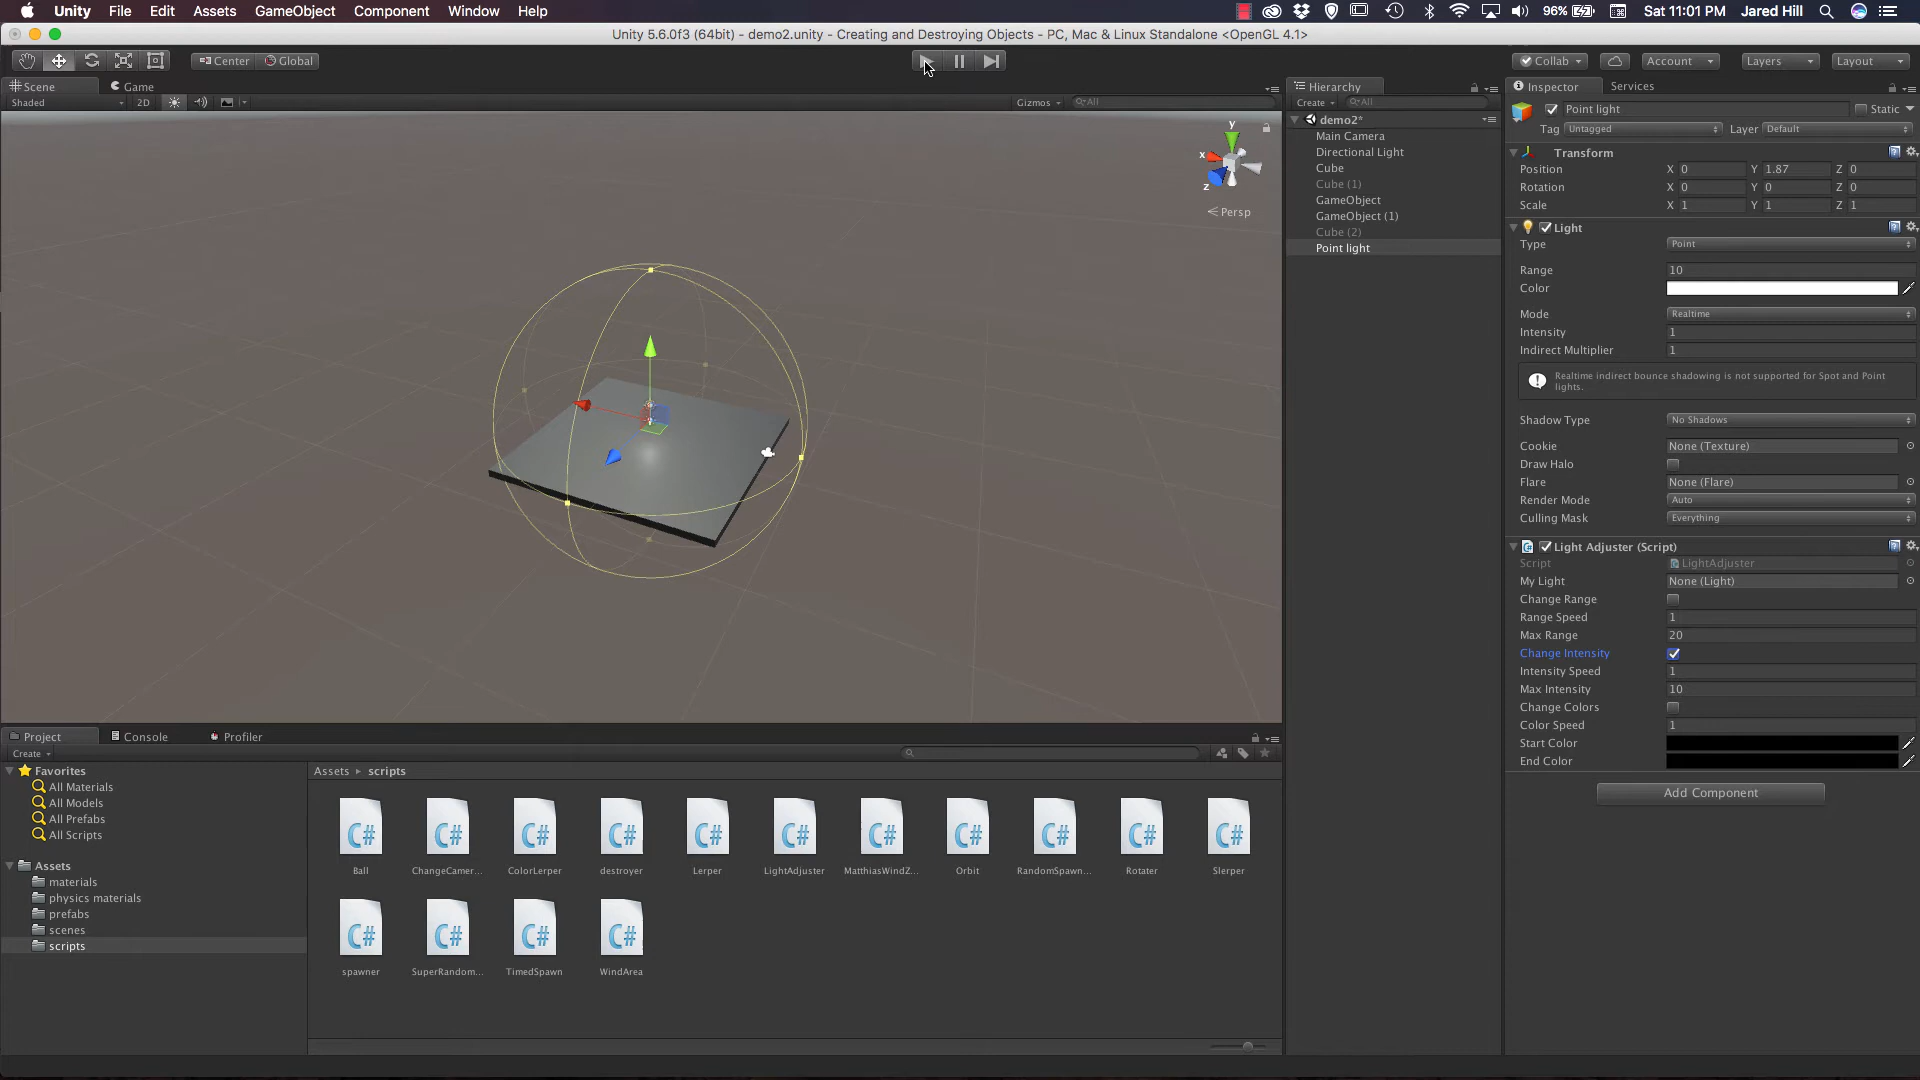 Unity File Edit Assets GameObject Component Window Help 96% Sat 11:01 PM Jared Hill
Unity 5.6.0f3 (64bit) - demo2.unity - Creating and Destroying Objects - PC, Mac & Linux Standalone <OpenGL 4.1>
Center Global Collab Account Layers Layout
Scene Game
Shaded 2D Gizmos All
y
x
z
Persp
Hierarchy
Create All
demo2*
Main Camera
Directional Light
Cube
Cube (1)
GameObject
GameObject (1)
Cube (2)
Point light
Inspector Services
Point light Static
Tag Untagged Layer Default
Transform
Position X 0 Y 1.87 Z 0
Rotation X 0 Y 0 Z 0
Scale X 1 Y 1 Z 1
Light
Type Point
Range 10
Color
Mode Realtime
Intensity 1
Indirect Multiplier 1
Realtime indirect bounce shadowing is not supported for Spot and Point
lights.
Shadow Type No Shadows
Cookie None (Texture)
Draw Halo
Flare None (Flare)
Render Mode Auto
Culling Mask Everything
Light Adjuster (Script)
Script LightAdjuster
My Light None (Light)
Change Range
Range Speed 1
Max Range 20
Change Intensity
Intensity Speed 1
Max Intensity 10
Change Colors
Color Speed 1
Start Color
End Color
Add Component
Project Console Profiler
Create
Favorites
All Materials
All Models
All Prefabs
All Scripts
Assets
materials
physics materials
prefabs
scenes
scripts
Assets scripts
C# C# C# C# C# C# C# C# C# C# C#
Ball ChangeCamer... ColorLerper destroyer Lerper LightAdjuster MatthiasWindZ... Orbit RandomSpawn... Rotater Slerper
C# C# C# C#
spawner SuperRandom... TimedSpawn WindArea